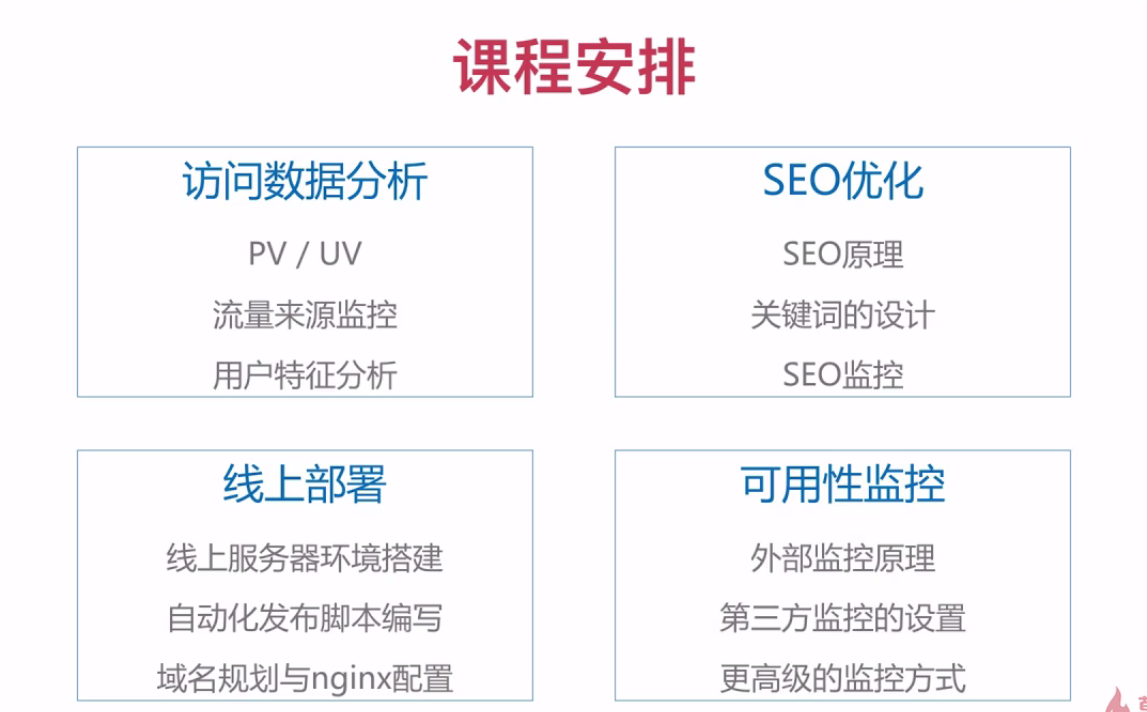 课程安排
访问数据分析
PV / UV
流量来源监控
用户特征分析
SEO优化
SEO原理
关键词的设计
SEO监控
线上部署
线上服务器环境搭建
自动化发布脚本编写
域名规划与nginx配置
可用性监控
外部监控原理
第三方监控的设置
更高级的监控方式